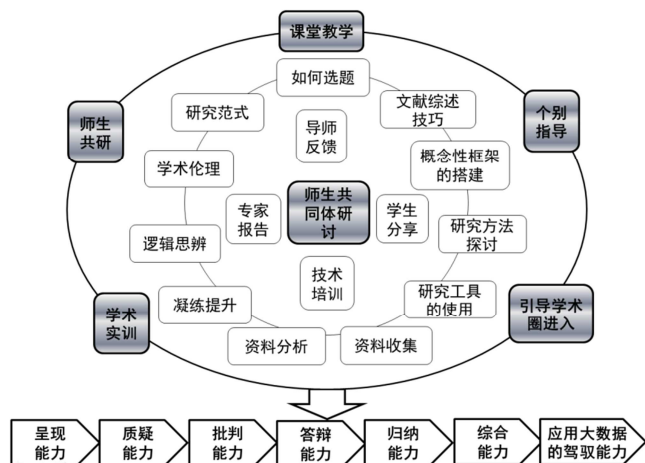 课堂教学
如何选题
研究范式
文献综述
技巧
师生
共研
个别
指导
导师
反馈
学术伦理
概念性框架
的搭建
专家
报告
师生共
同体研
讨
学生
分享
逻辑思辨
研究方法
探讨
技术
培训
凝练提升
研究工具
的使用
学术
实训
引导学术
圈进入
资料分析
资料收集
呈现
能力
质疑
能力
批判
能力
答辩
能力
归纳
能力
综合
能力
应用大数据
的驾驭能力